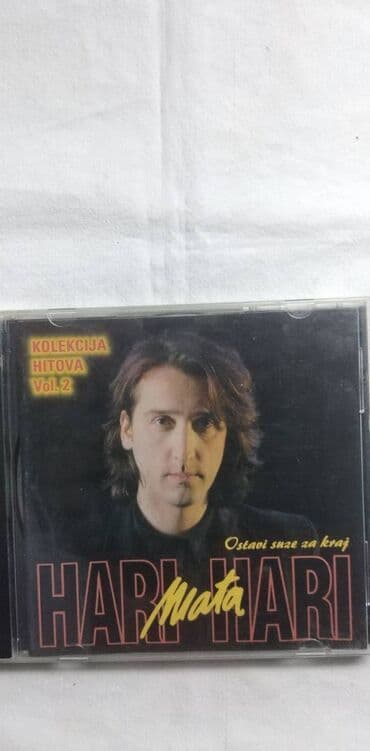 KOLEKCIJA
HITOVA
Vol. 2
Ostavi suze za kraj
HARI Mata HARI